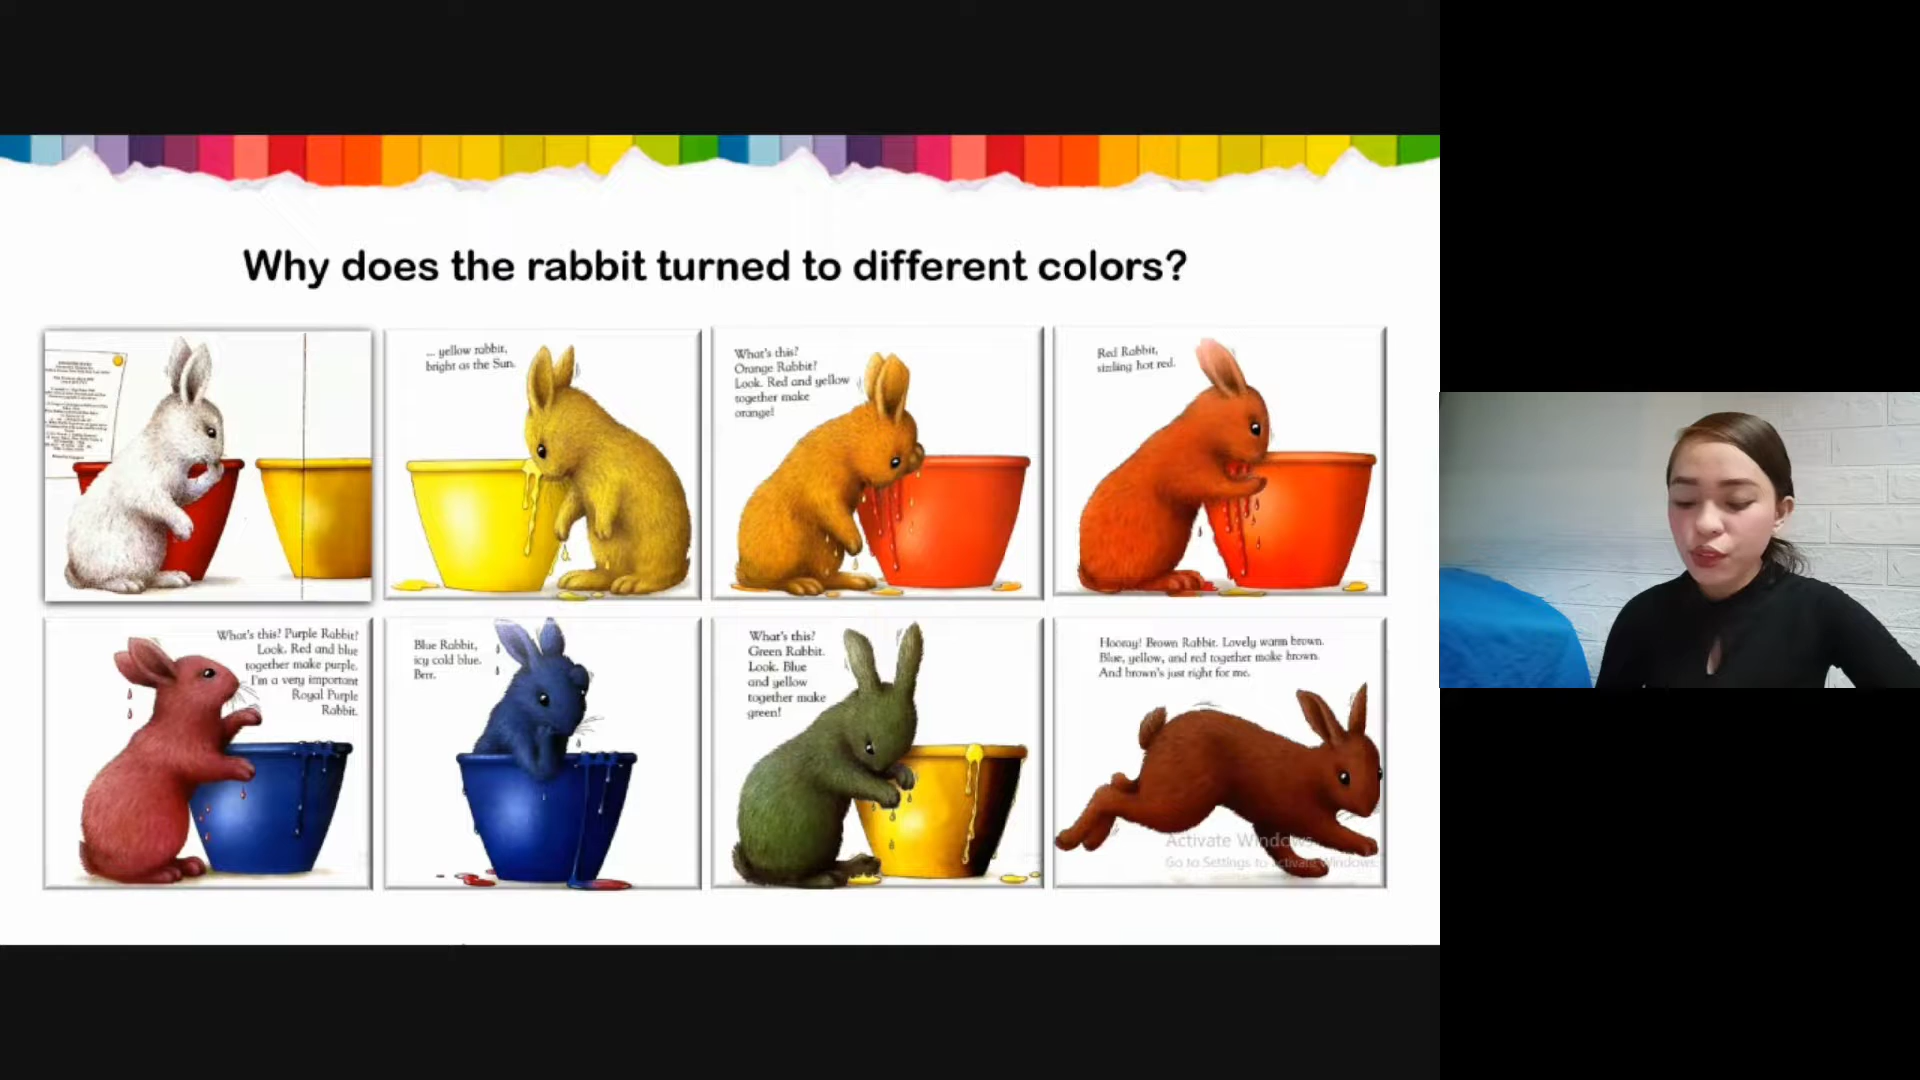 Why does the rabbit turned to different colors?
... yellow rabbit,
bright as the Sun.
What's this?
Orange Rabbit?
Look. Red and yellow
together make
orange!
Red Rabbit,
sizzling hot red.
What's this? Purple Rabbit?
Look. Red and blue
together make purple.
I'm a very important
Royal Purple
Rabbit.
Blue Rabbit,
icy cold blue.
Brrr.
What's this?
Green Rabbit.
Look. Blue
and yellow
together make
green!
Hooray! Brown Rabbit. Lovely warm brown.
Blue, yellow, and red together make brown.
And brown's just right for me.
Activate Windows
Go to Settings to activate Windows.